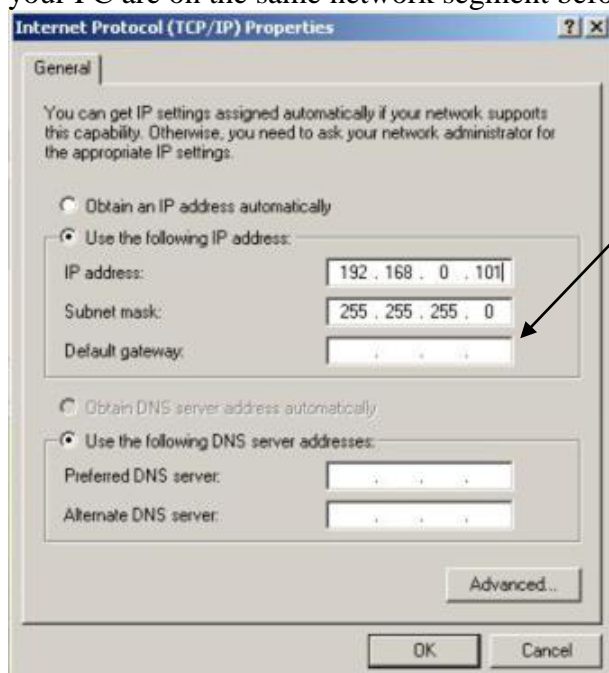 your PC are on the same network segment befo
Internet Protocol (TCP/IP) Properties
General
You can get IP settings assigned automatically if your network supports
this capability. Otherwise, you need to ask your network administrator for
the appropriate IP settings.
Obtain an IP address automatically
Use the following IP address:
IP address: 192 . 168 . 0 . 101
Subnet mask: 255 . 255 . 255 . 0
Default gateway: . . .
Obtain DNS server address automatically
Use the following DNS server addresses:
Preferred DNS server: . . .
Alternate DNS server: . . .
Advanced...
OK Cancel